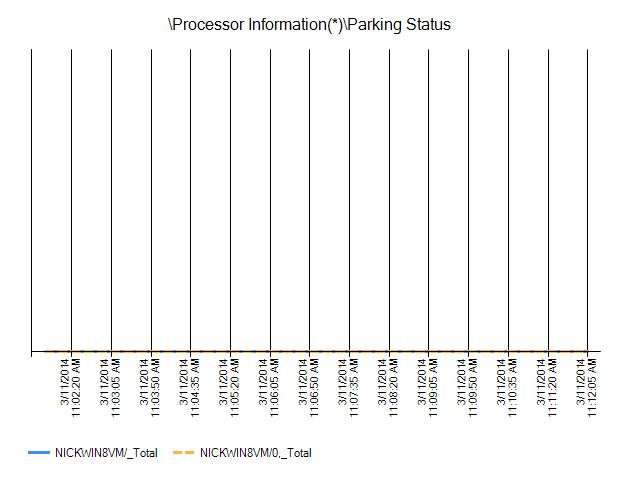 \Processor Information(*)\Parking Status
3/11/2014
11:02:20 AM
3/11/2014
11:03:05 AM
3/11/2014
11:03:50 AM
3/11/2014
11:04:35 AM
3/11/2014
11:05:20 AM
3/11/2014
11:06:05 AM
3/11/2014
11:06:50 AM
3/11/2014
11:07:35 AM
3/11/2014
11:08:20 AM
3/11/2014
11:09:05 AM
3/11/2014
11:09:50 AM
3/11/2014
11:10:35 AM
3/11/2014
11:11:20 AM
3/11/2014
11:12:05 AM
NICKWIN8VM/_Total
NICKWIN8VM/0,_Total